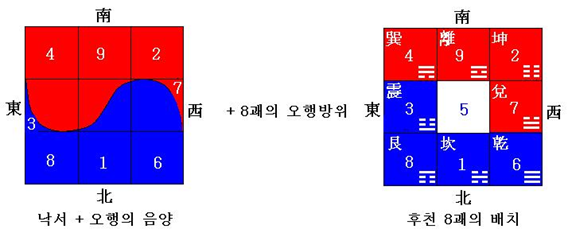 南
4 9 2
東 3 7 西
8 1 6
北
낙서 + 오행의 음양
+ 8괘의 오행방위
南
巽 離 坤
4 9 2
震 兌
東 3 5 7 西
艮 坎 乾
8 1 6
北
후천 8괘의 배치